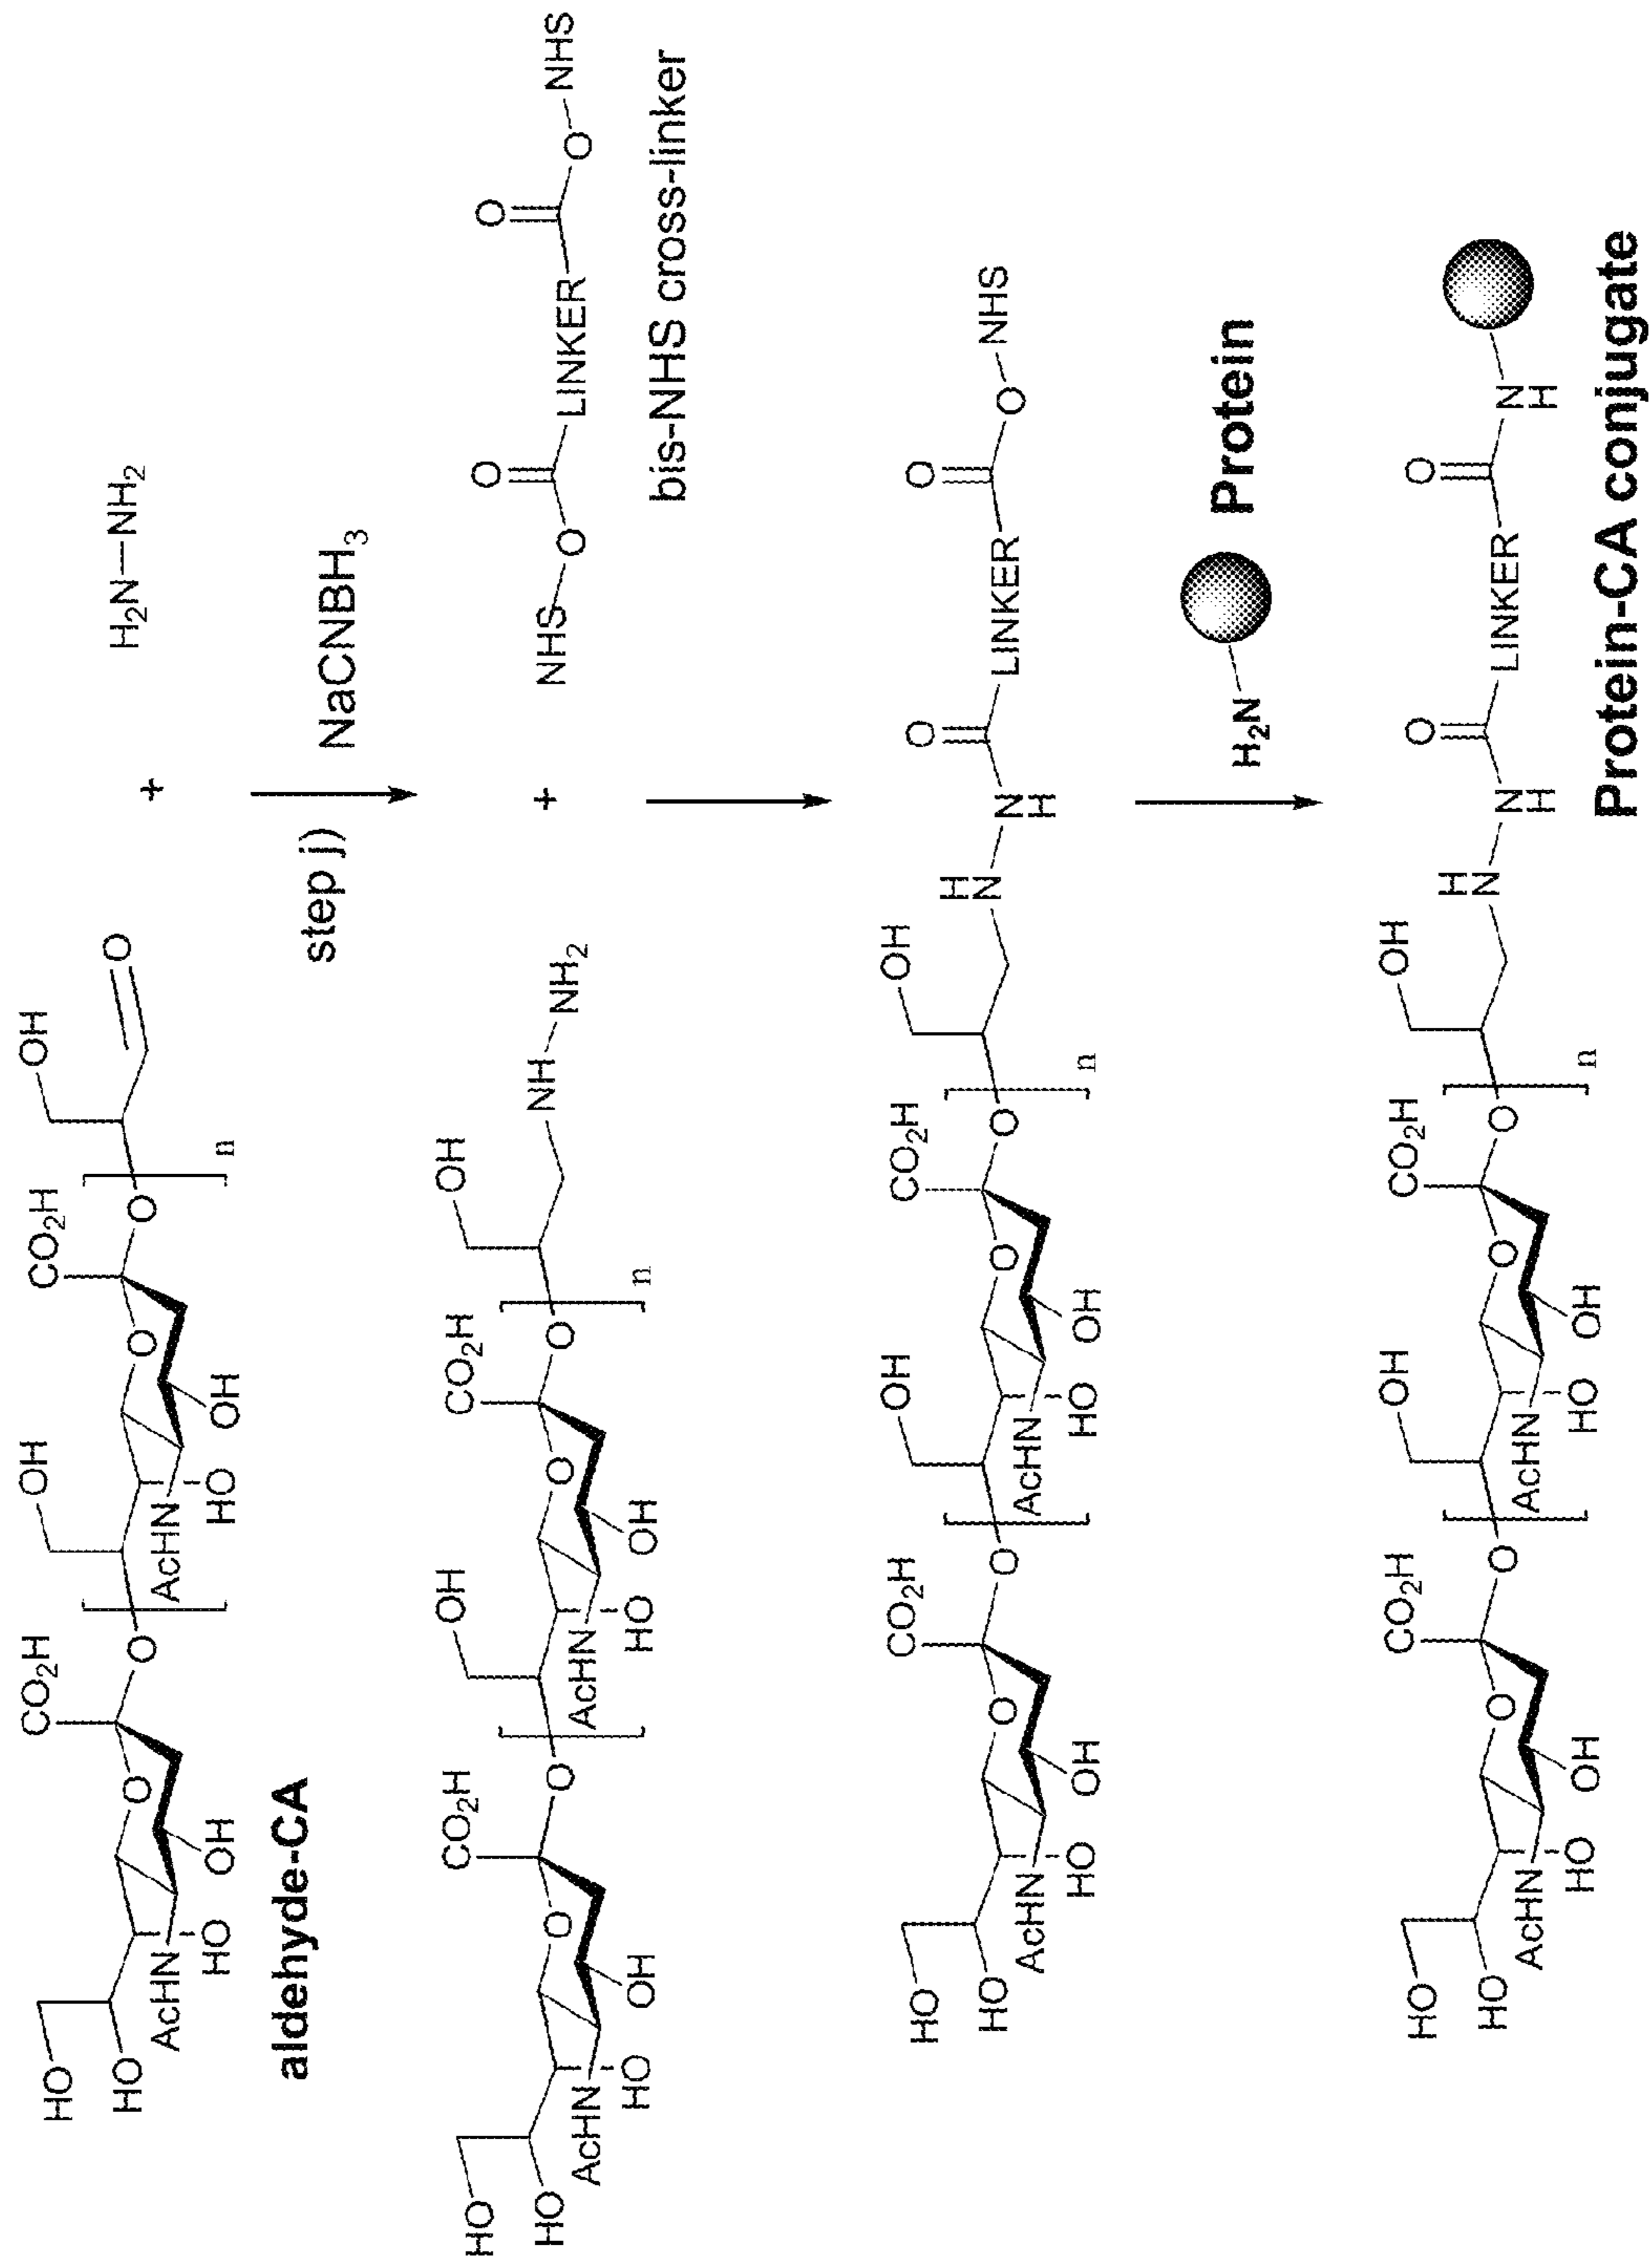 HO
HO
AcHN
HO
OH
O
CO₂H
O
OH
AcHN
HO
OH
O
CO₂H
O
n
OH
O
+
H₂N—NH₂
aldehyde-CA
step j)
NaCNBH₃
HO
HO
AcHN
HO
OH
O
CO₂H
O
OH
AcHN
HO
OH
O
CO₂H
O
n
OH
NH
NH₂
+
NHS
O
O
LINKER
O
O
NHS
bis-NHS cross-linker
HO
HO
AcHN
HO
OH
O
CO₂H
O
OH
AcHN
HO
OH
O
CO₂H
O
n
OH
H
N
N
H
O
LINKER
O
O
NHS
H₂N
Protein
HO
HO
AcHN
HO
OH
O
CO₂H
O
OH
AcHN
HO
OH
O
CO₂H
O
n
OH
H
N
N
H
O
LINKER
O
N
H
Protein-CA conjugate